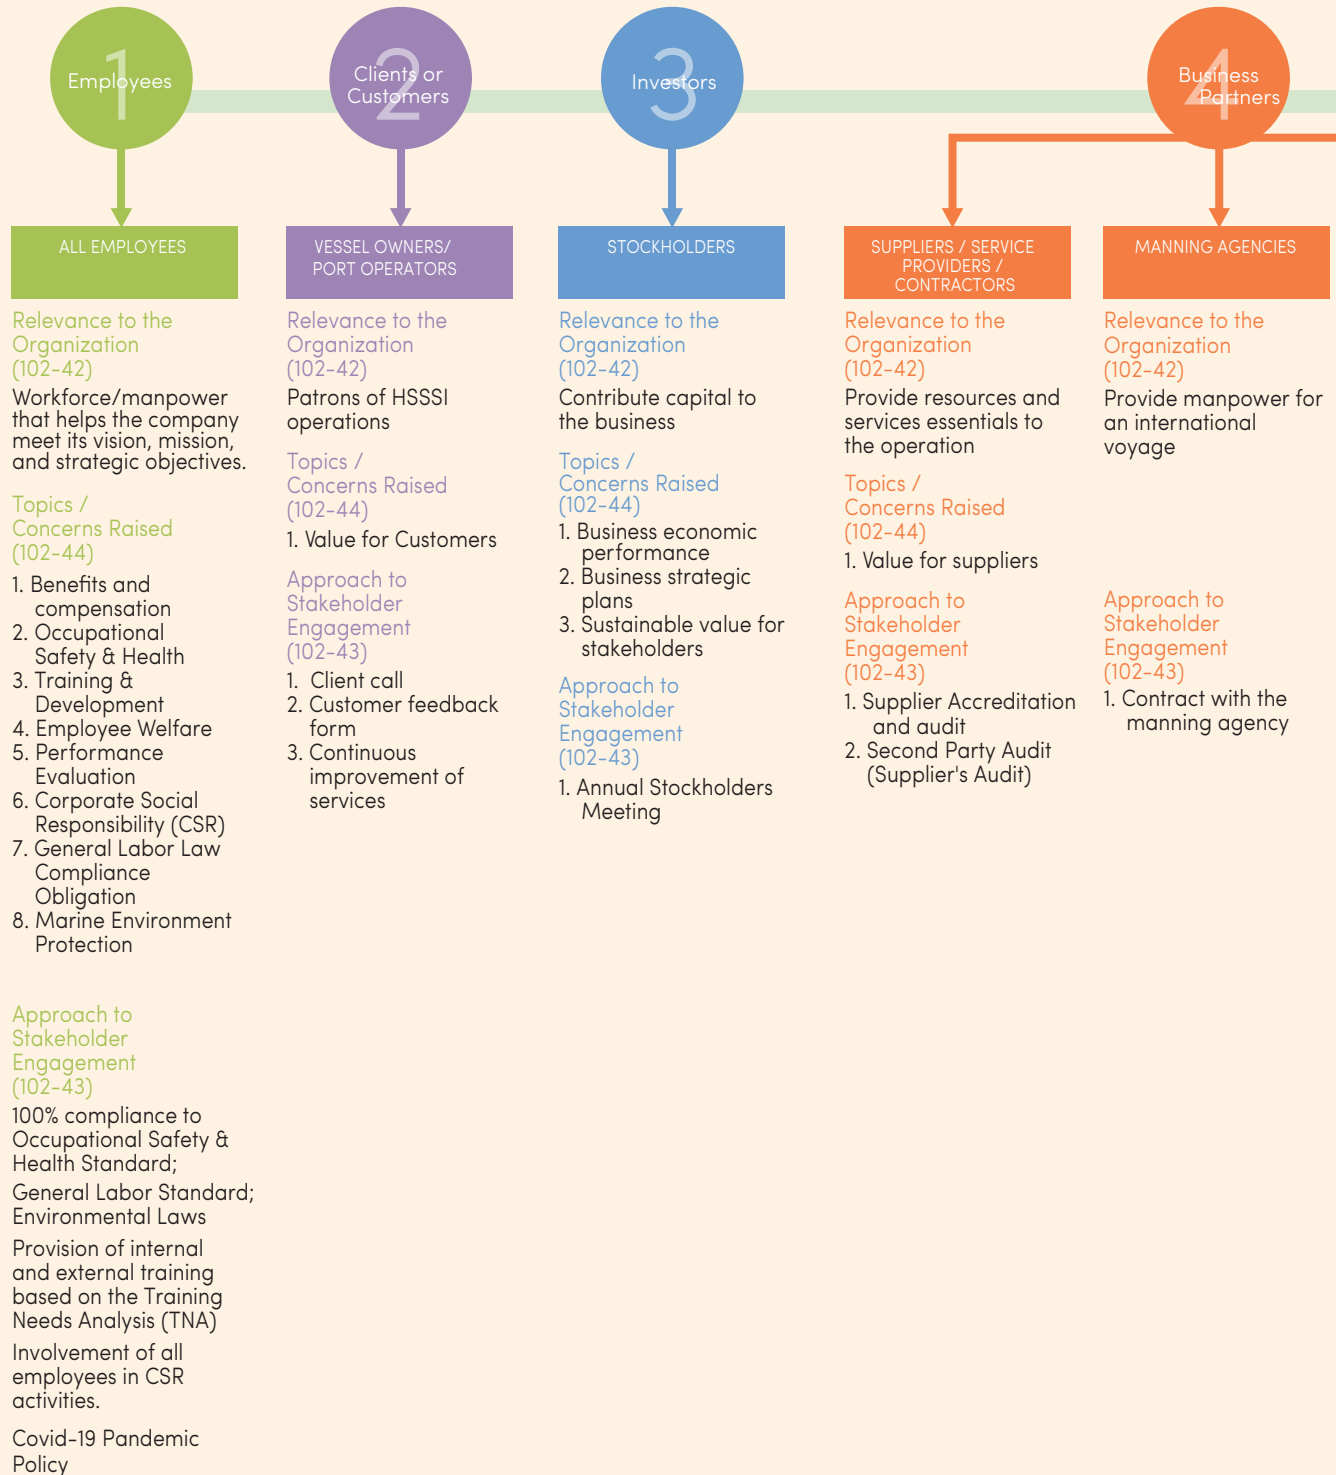 1
Employees
2
Clients or
Customers
3
Investors
4
Business
Partners
ALL EMPLOYEES
Relevance to the
Organization
(102-42)
Workforce/manpower
that helps the company
meet its vision, mission,
and strategic objectives.
Topics /
Concerns Raised
(102-44)
1. Benefits and
compensation
2. Occupational
Safety & Health
3. Training &
Development
4. Employee Welfare
5. Performance
Evaluation
6. Corporate Social
Responsibility (CSR)
7. General Labor Law
Compliance
Obligation
8. Marine Environment
Protection
Approach to
Stakeholder
Engagement
(102-43)
100% compliance to
Occupational Safety &
Health Standard;
General Labor Standard;
Environmental Laws
Provision of internal
and external training
based on the Training
Needs Analysis (TNA)
Involvement of all
employees in CSR
activities.
Covid-19 Pandemic
Policy
VESSEL OWNERS/
PORT OPERATORS
Relevance to the
Organization
(102-42)
Patrons of HSSSI
operations
Topics /
Concerns Raised
(102-44)
1. Value for Customers
Approach to
Stakeholder
Engagement
(102-43)
1. Client call
2. Customer feedback
form
3. Continuous
improvement of
services
STOCKHOLDERS
Relevance to the
Organization
(102-42)
Contribute capital to
the business
Topics /
Concerns Raised
(102-44)
1. Business economic
performance
2. Business strategic
plans
3. Sustainable value for
stakeholders
Approach to
Stakeholder
Engagement
(102-43)
1. Annual Stockholders
Meeting
SUPPLIERS / SERVICE
PROVIDERS /
CONTRACTORS
Relevance to the
Organization
(102-42)
Provide resources and
services essentials to
the operation
Topics /
Concerns Raised
(102-44)
1. Value for suppliers
Approach to
Stakeholder
Engagement
(102-43)
1. Supplier Accreditation
and audit
2. Second Party Audit
(Supplier's Audit)
MANNING AGENCIES
Relevance to the
Organization
(102-42)
Provide manpower for
an international
voyage
Approach to
Stakeholder
Engagement
(102-43)
1. Contract with the
manning agency